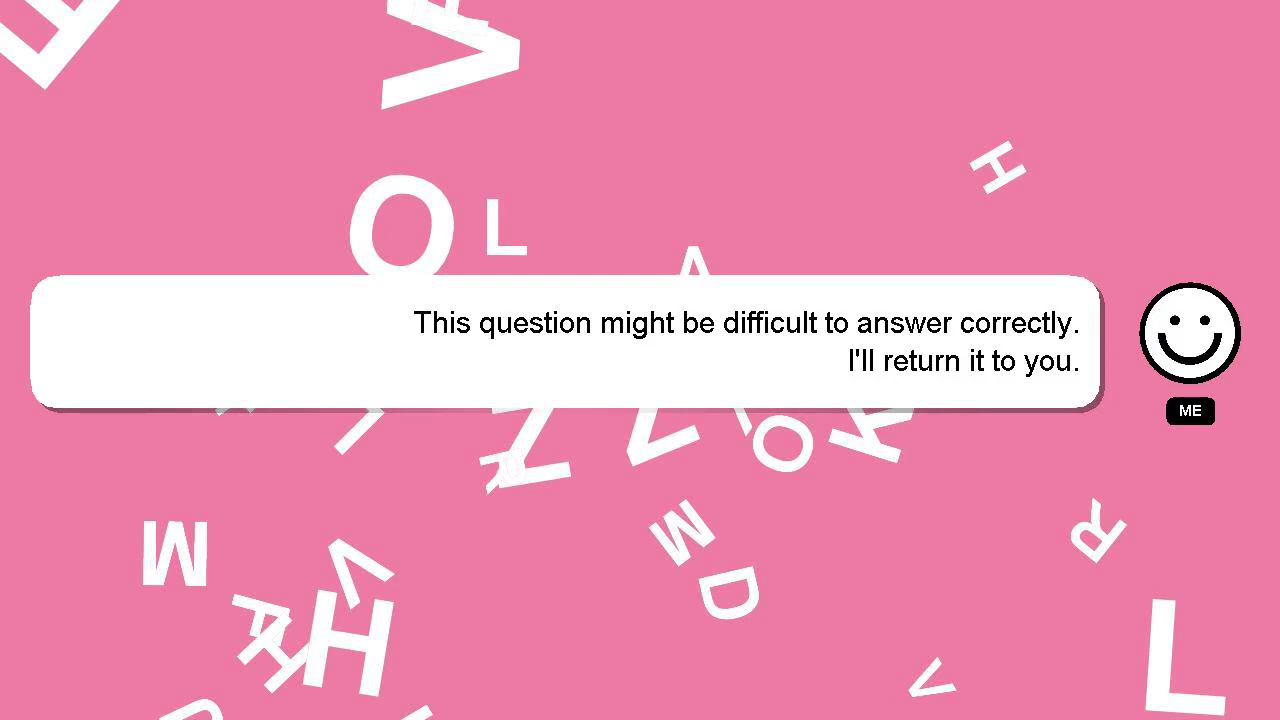 This question might be difficult to answer correctly.
I'll return it to you.
ME
E
V
O
L
H
A
L
Z
Z
O
K
R
M
V
M
D
R
A
H
H
L
V